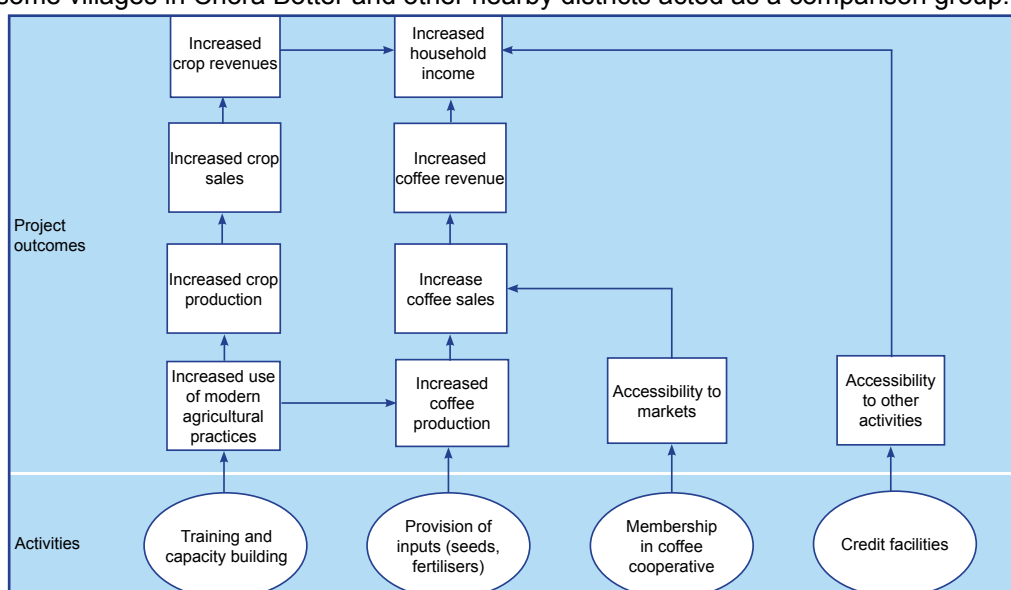 some villages in Chora Botter and other nearby districts acted as a comparison group.
Increased
crop revenues
Increased
household
income
Increased crop
sales
Increased
coffee revenue
Project
outcomes
Increased crop
production
Increase
coffee sales
Increased use
of modern
agricultural
practices
Increased
coffee
production
Accessibility to
markets
Accessibility
to other
activities
Activities
Training and
capacity building
Provision of
inputs (seeds,
fertilisers)
Membership
in coffee
cooperative
Credit facilities